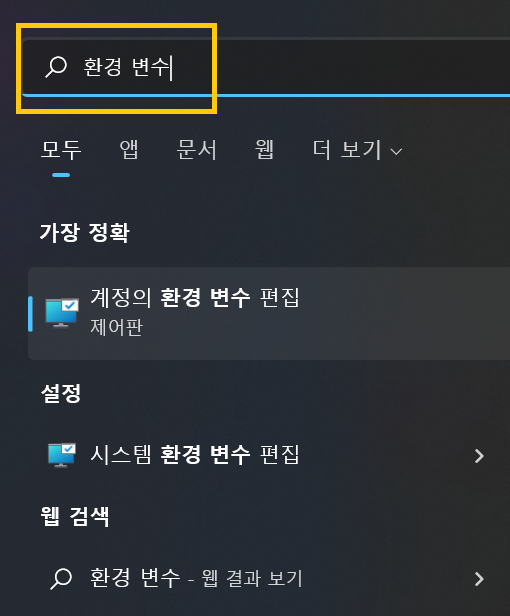 환경 변수
모두 앱 문서 웹 더 보기
가장 정확
계정의 환경 변수 편집
제어판
설정
시스템 환경 변수 편집
웹 검색
환경 변수 - 웹 결과 보기